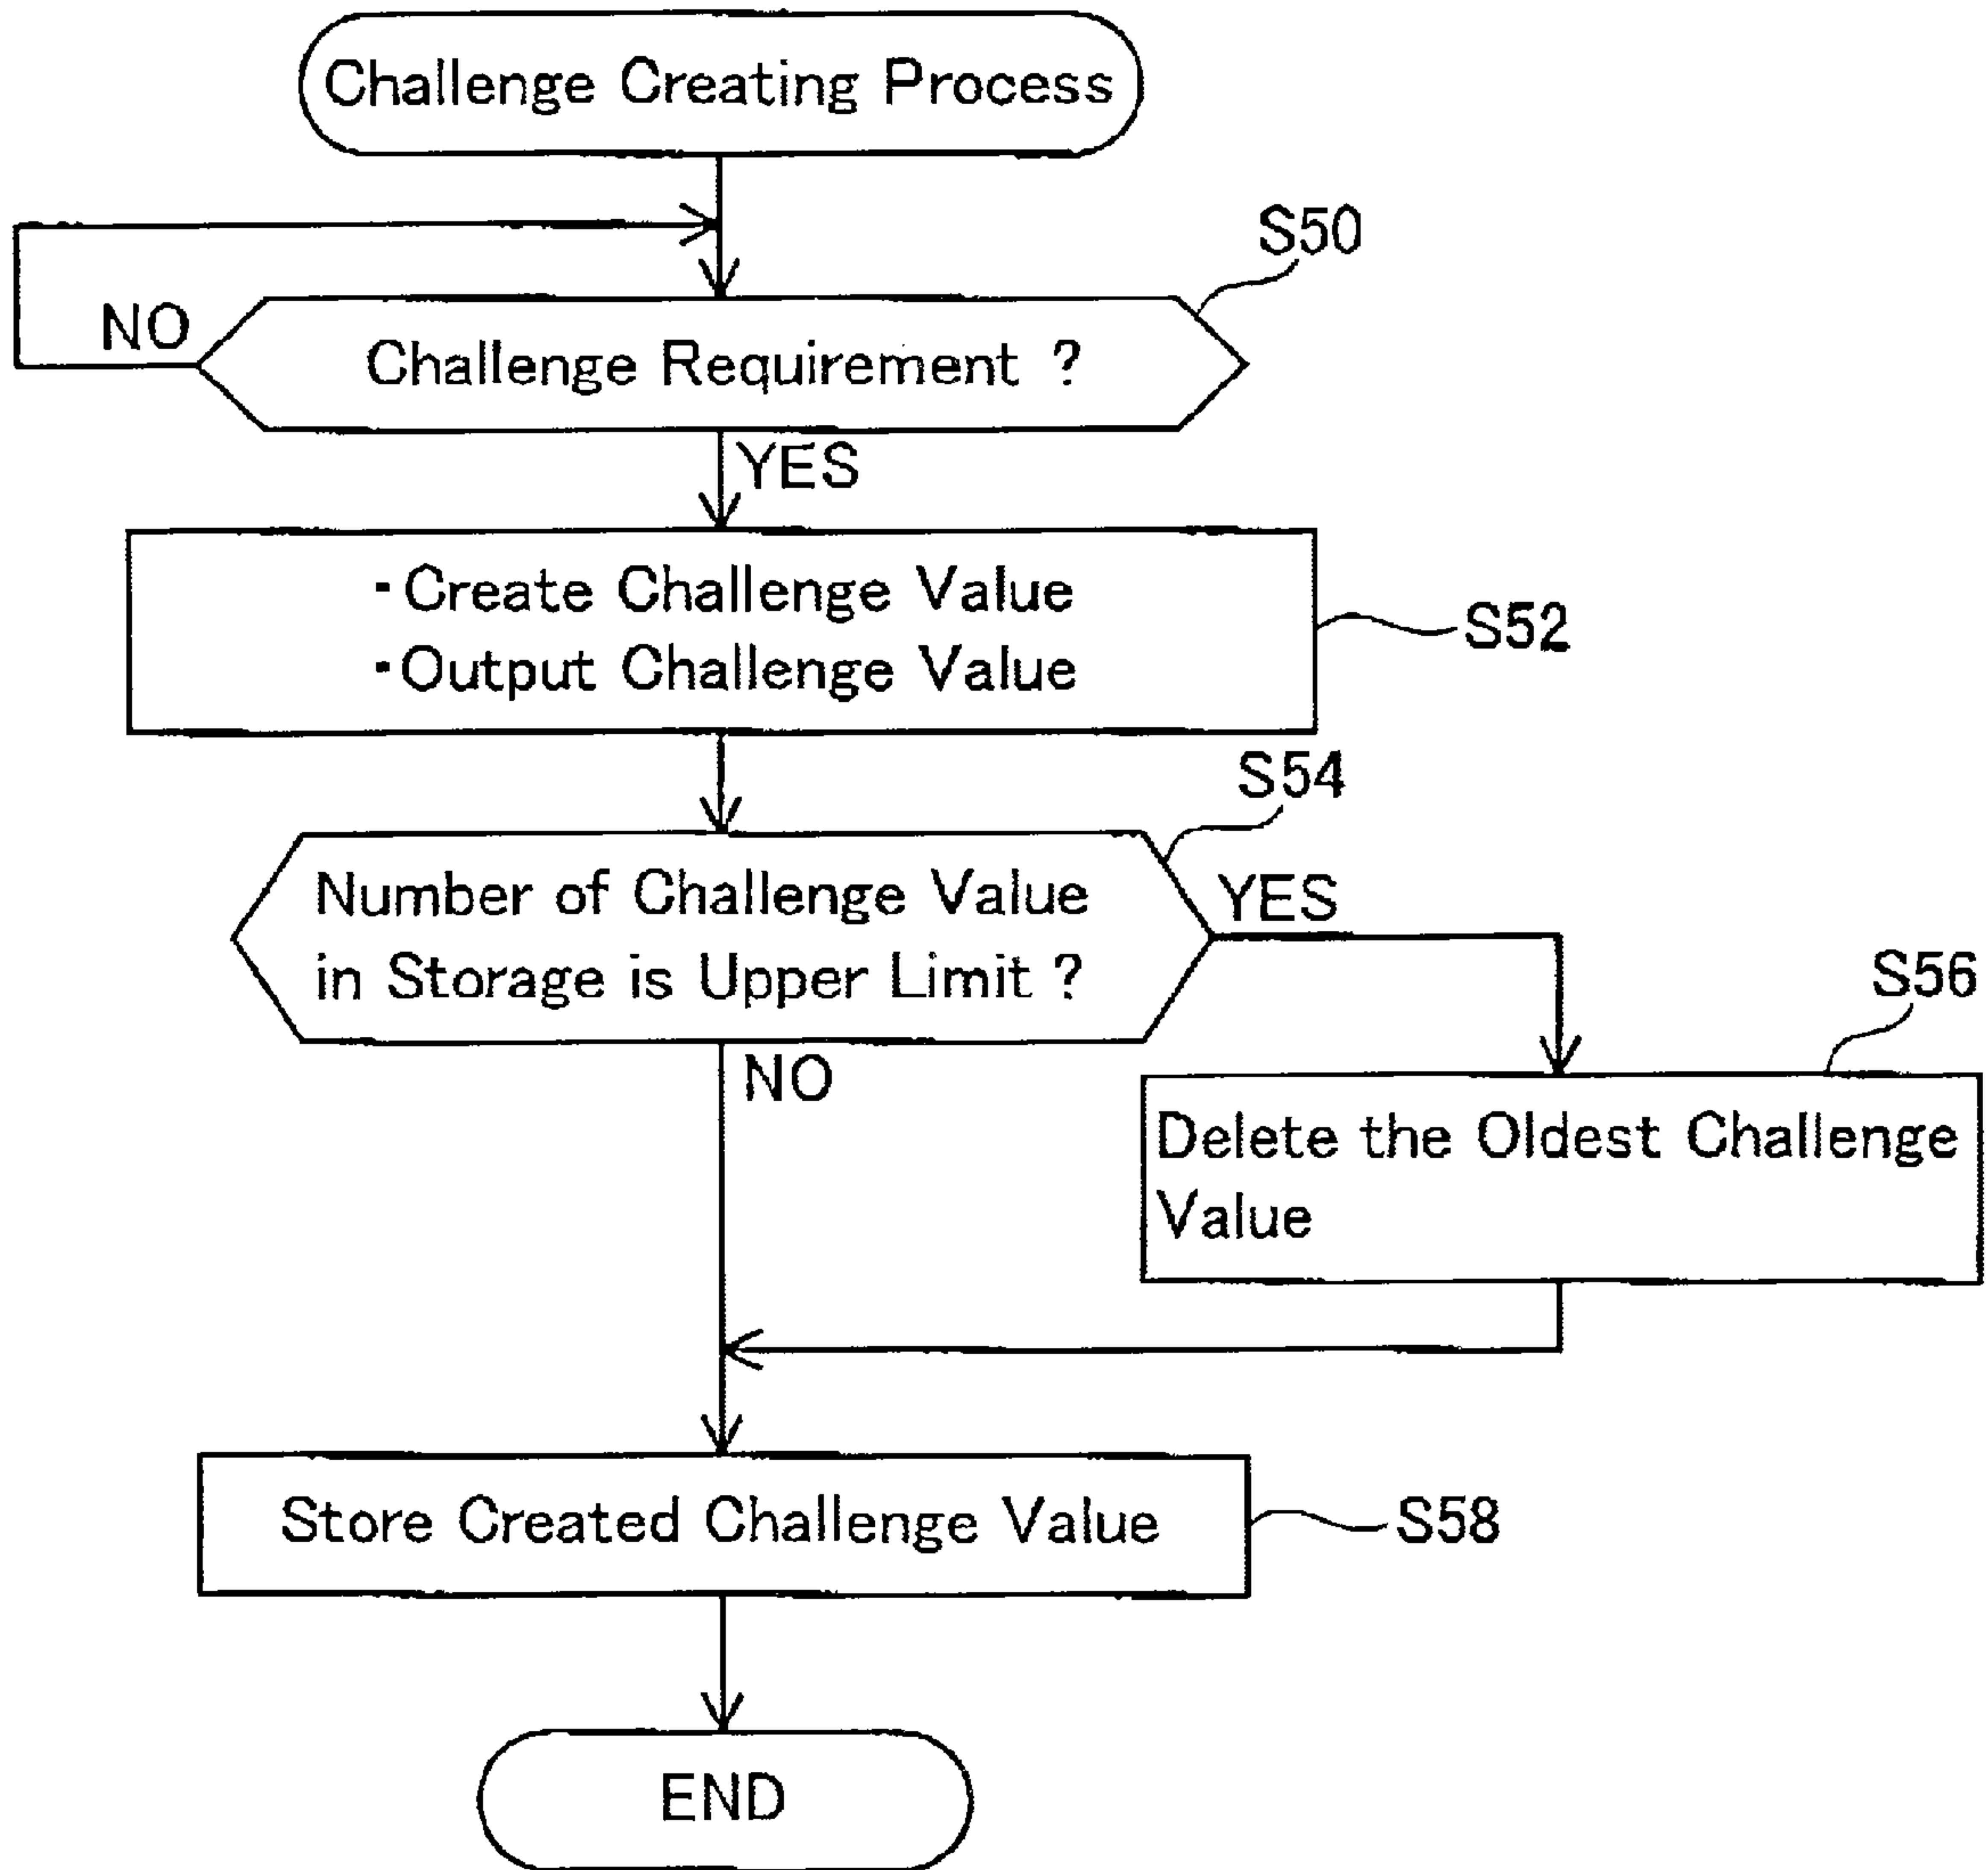 Challenge Creating Process
S50
NO
Challenge Requirement ?
YES
・Create Challenge Value
・Output Challenge Value
S52
S54
Number of Challenge Value
in Storage is Upper Limit ?
YES
S56
NO
Delete the Oldest Challenge
Value
Store Created Challenge Value
S58
END